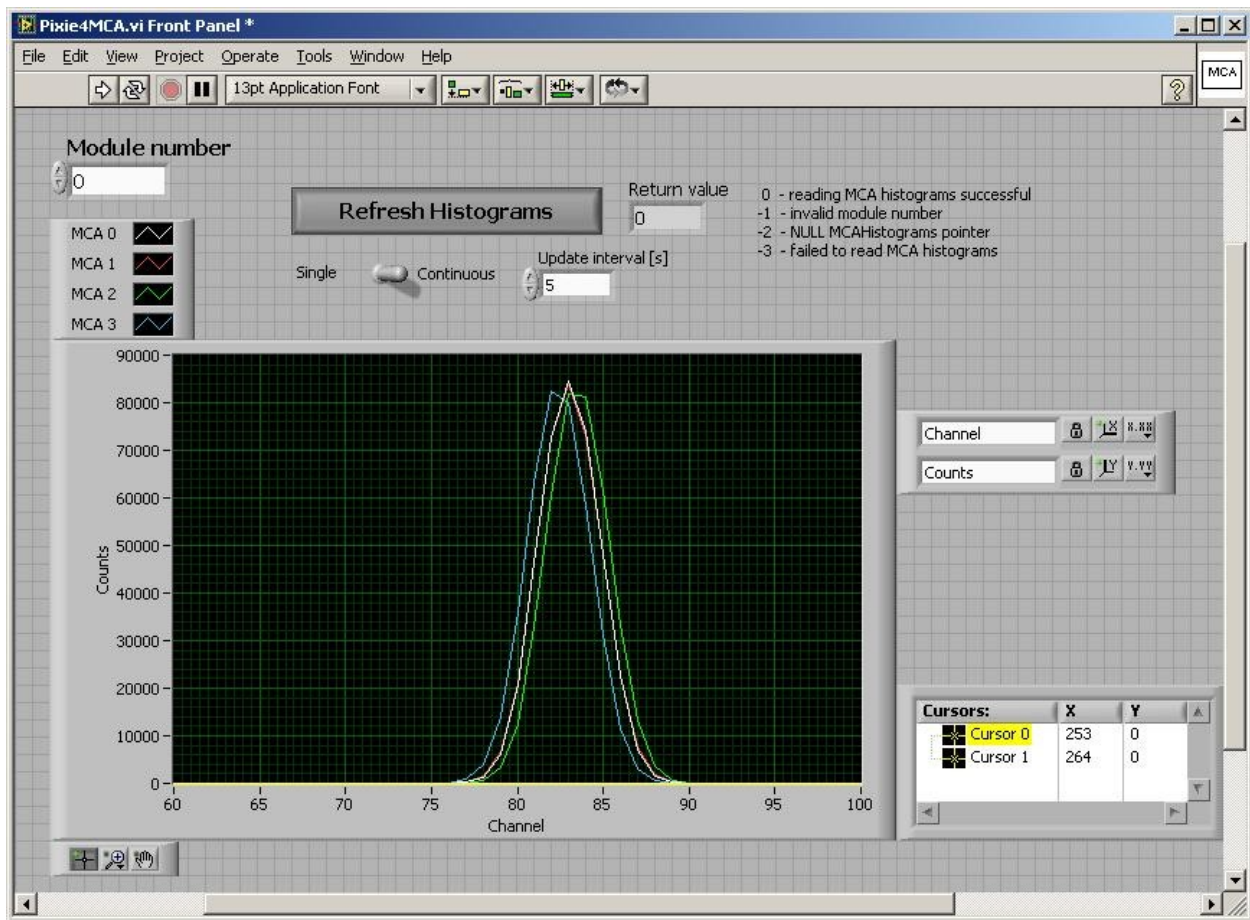 Pixie4MCA.vi Front Panel *
File Edit View Project Operate Tools Window Help
13pt Application Font
MCA
Module number
0
Refresh Histograms
Return value
0
0 - reading MCA histograms successful
-1 - invalid module number
-2 - NULL MCAHistograms pointer
-3 - failed to read MCA histograms
MCA 0
MCA 1
MCA 2
MCA 3
Single
Continuous
Update interval [s]
5
90000
80000
70000
60000
50000
40000
30000
20000
10000
0
Counts
60 65 70 75 80 85 90 95 100
Channel
Channel
X X.XX
Counts
Y Y.YY
Cursors: X Y
Cursor 0 253 0
Cursor 1 264 0